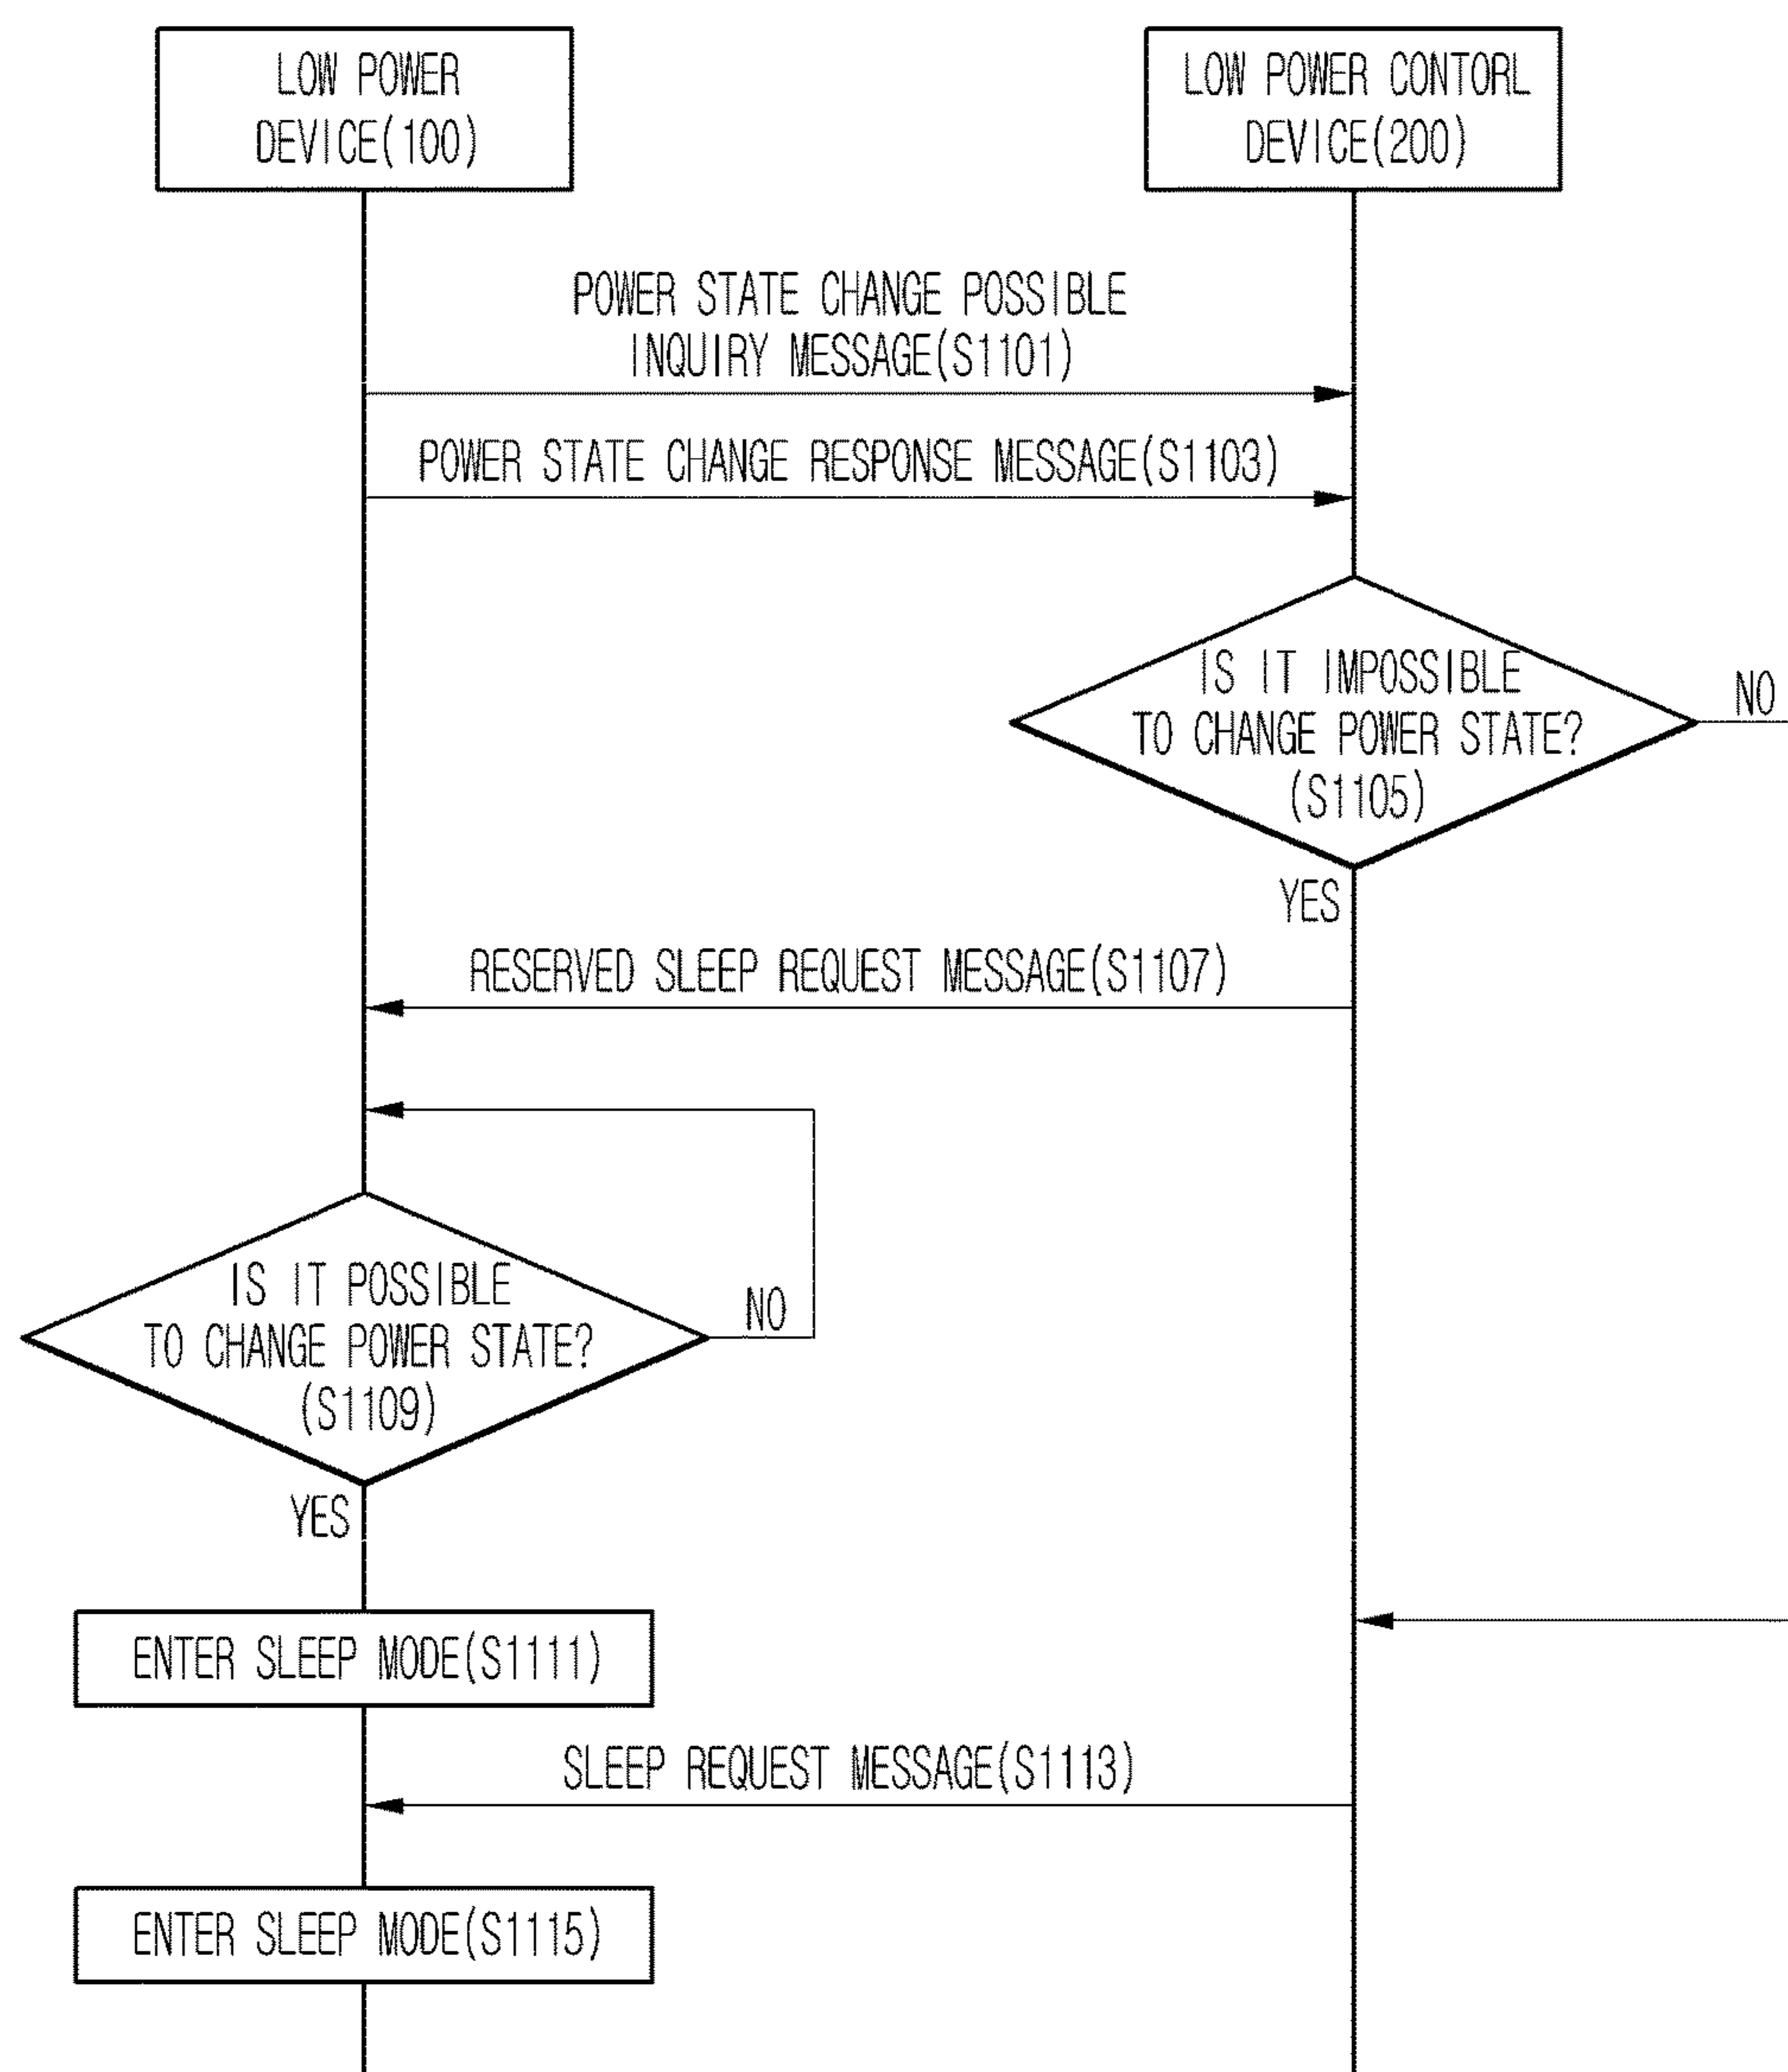 LOW POWER
DEVICE(100)
LOW POWER CONTORL
DEVICE(200)
POWER STATE CHANGE POSSIBLE
INQUIRY MESSAGE(S1101)
POWER STATE CHANGE RESPONSE MESSAGE(S1103)
IS IT IMPOSSIBLE
TO CHANGE POWER STATE?
(S1105)
NO
YES
RESERVED SLEEP REQUEST MESSAGE(S1107)
IS IT POSSIBLE
TO CHANGE POWER STATE?
(S1109)
NO
YES
ENTER SLEEP MODE(S1111)
SLEEP REQUEST MESSAGE(S1113)
ENTER SLEEP MODE(S1115)